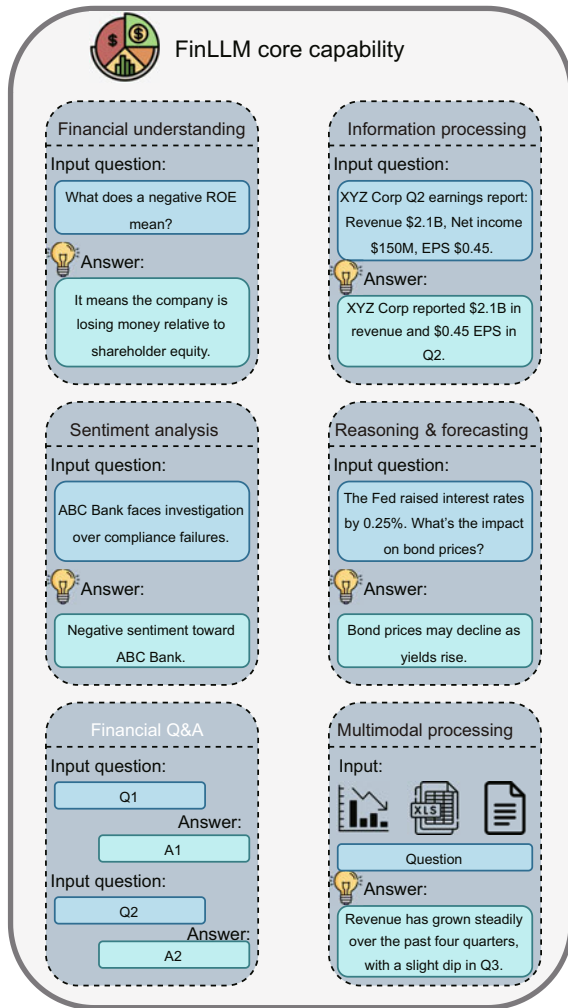 FinLLM core capability
Financial understanding
Input question:
What does a negative ROE
mean?
Answer:
It means the company is
losing money relative to
shareholder equity.
Information processing
Input question:
XYZ Corp Q2 earnings report:
Revenue $2.1B, Net income
$150M, EPS $0.45.
Answer:
XYZ Corp reported $2.1B in
revenue and $0.45 EPS in
Q2.
Sentiment analysis
Input question:
ABC Bank faces investigation
over compliance failures.
Answer:
Negative sentiment toward
ABC Bank.
Reasoning & forecasting
Input question:
The Fed raised interest rates
by 0.25%. What's the impact
on bond prices?
Answer:
Bond prices may decline as
yields rise.
Financial Q&A
Input question:
Q1
Answer:
A1
Input question:
Q2
Answer:
A2
Multimodal processing
Input:
XLS
Question
Answer:
Revenue has grown steadily
over the past four quarters,
with a slight dip in Q3.